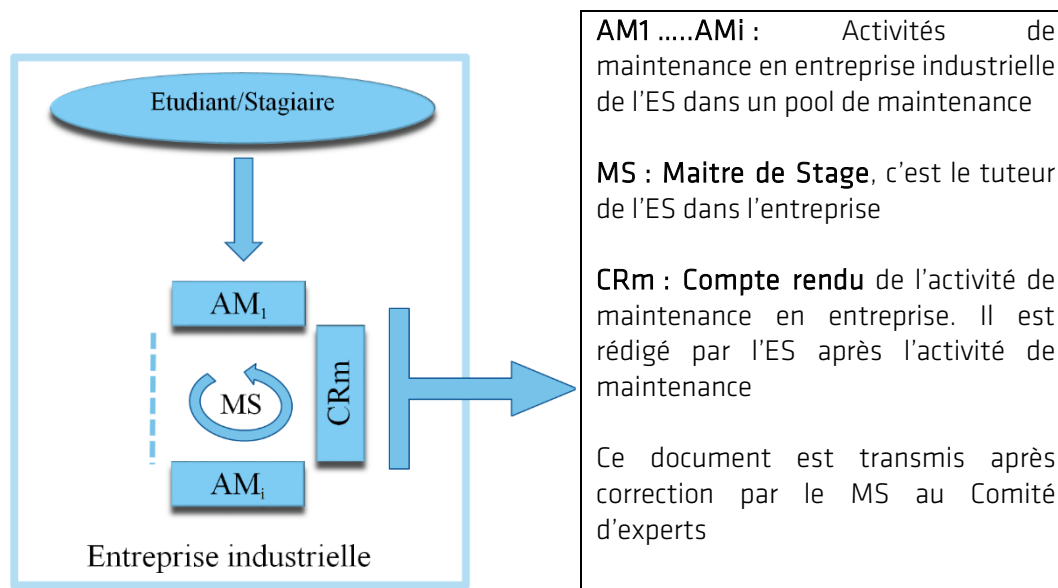 Etudiant/Stagiaire
AM1
MS
CRm
AMi
Entreprise industrielle
AM1 .....AMi : Activités de
maintenance en entreprise industrielle
de l'ES dans un pool de maintenance
MS : Maitre de Stage, c'est le tuteur
de l'ES dans l'entreprise
CRm : Compte rendu de l'activité de
maintenance en entreprise. Il est
rédigé par l'ES après l'activité de
maintenance
Ce document est transmis après
correction par le MS au Comité
d'experts